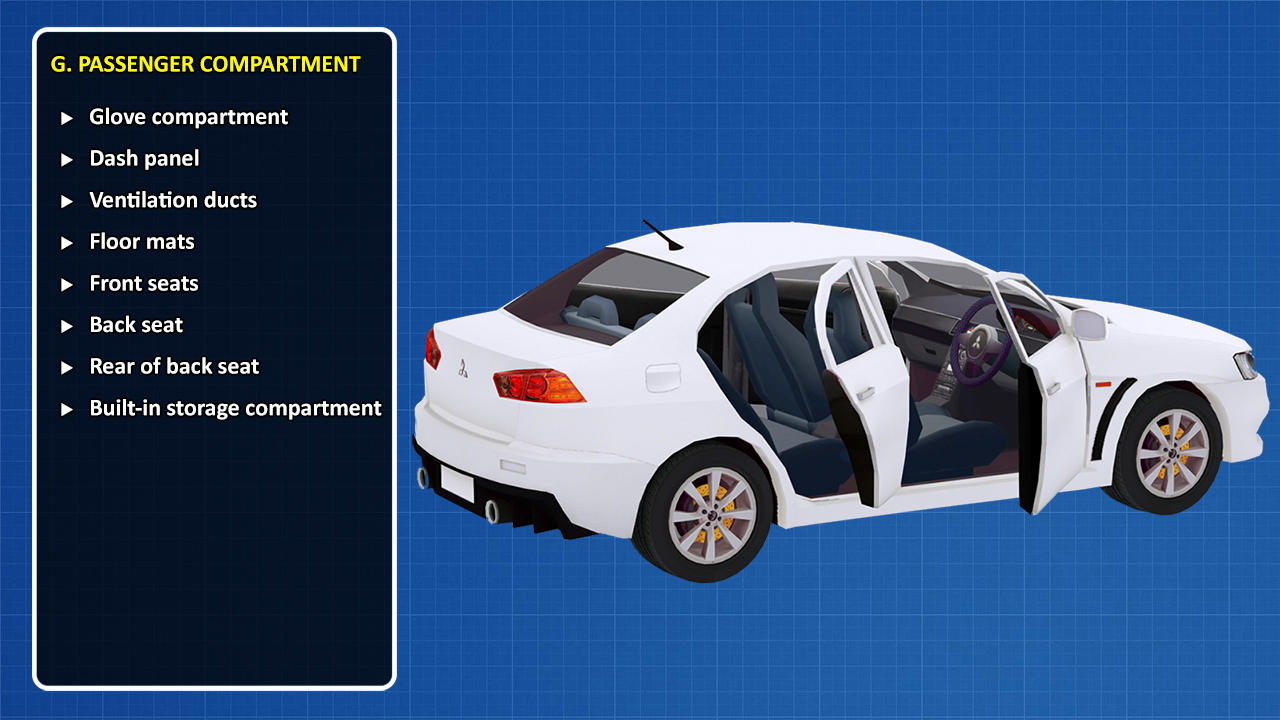 G. PASSENGER COMPARTMENT
Glove compartment
Dash panel
Ventilation ducts
Floor mats
Front seats
Back seat
Rear of back seat
Built-in storage compartment